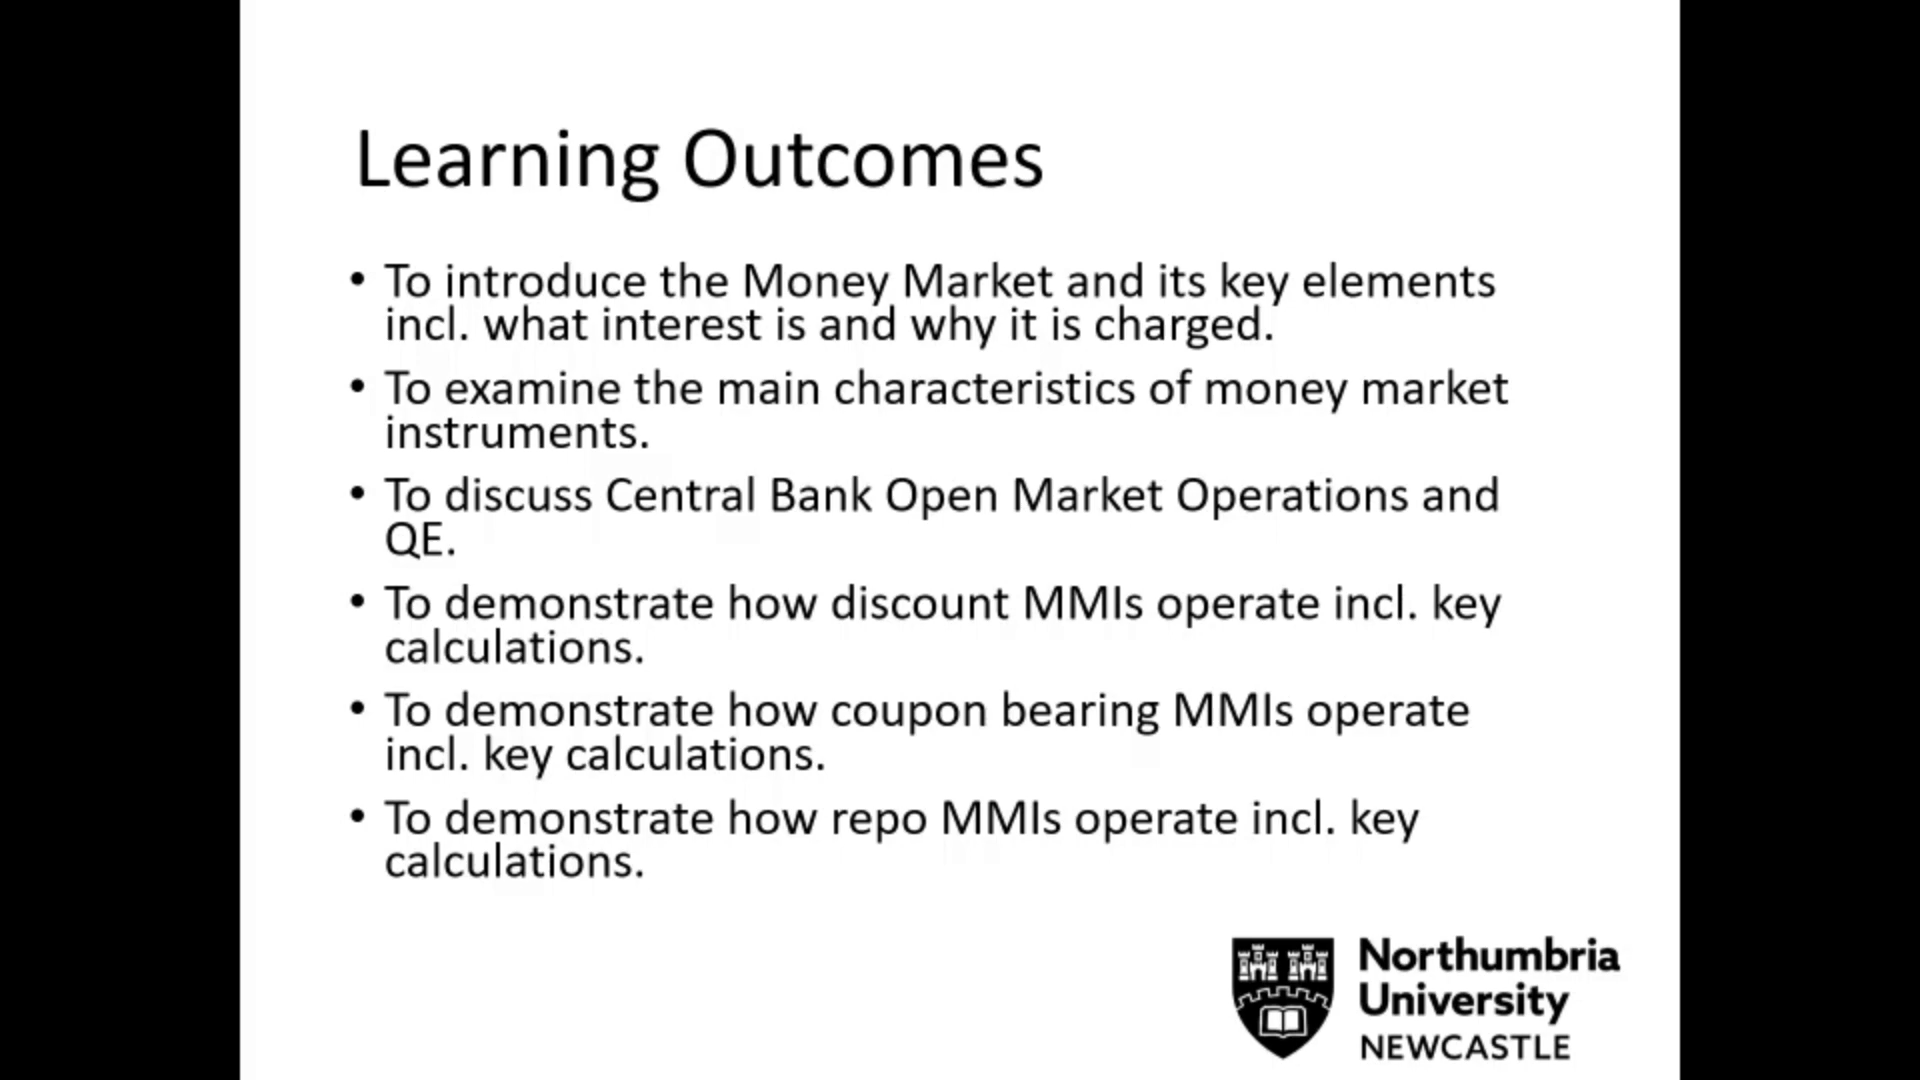 Learning Outcomes
• To introduce the Money Market and its key elements
incl. what interest is and why it is charged.
• To examine the main characteristics of money market
instruments.
• To discuss Central Bank Open Market Operations and
QE.
• To demonstrate how discount MMIs operate incl. key
calculations.
• To demonstrate how coupon bearing MMIs operate
incl. key calculations.
• To demonstrate how repo MMIs operate incl. key
calculations.
Northumbria
University
NEWCASTLE